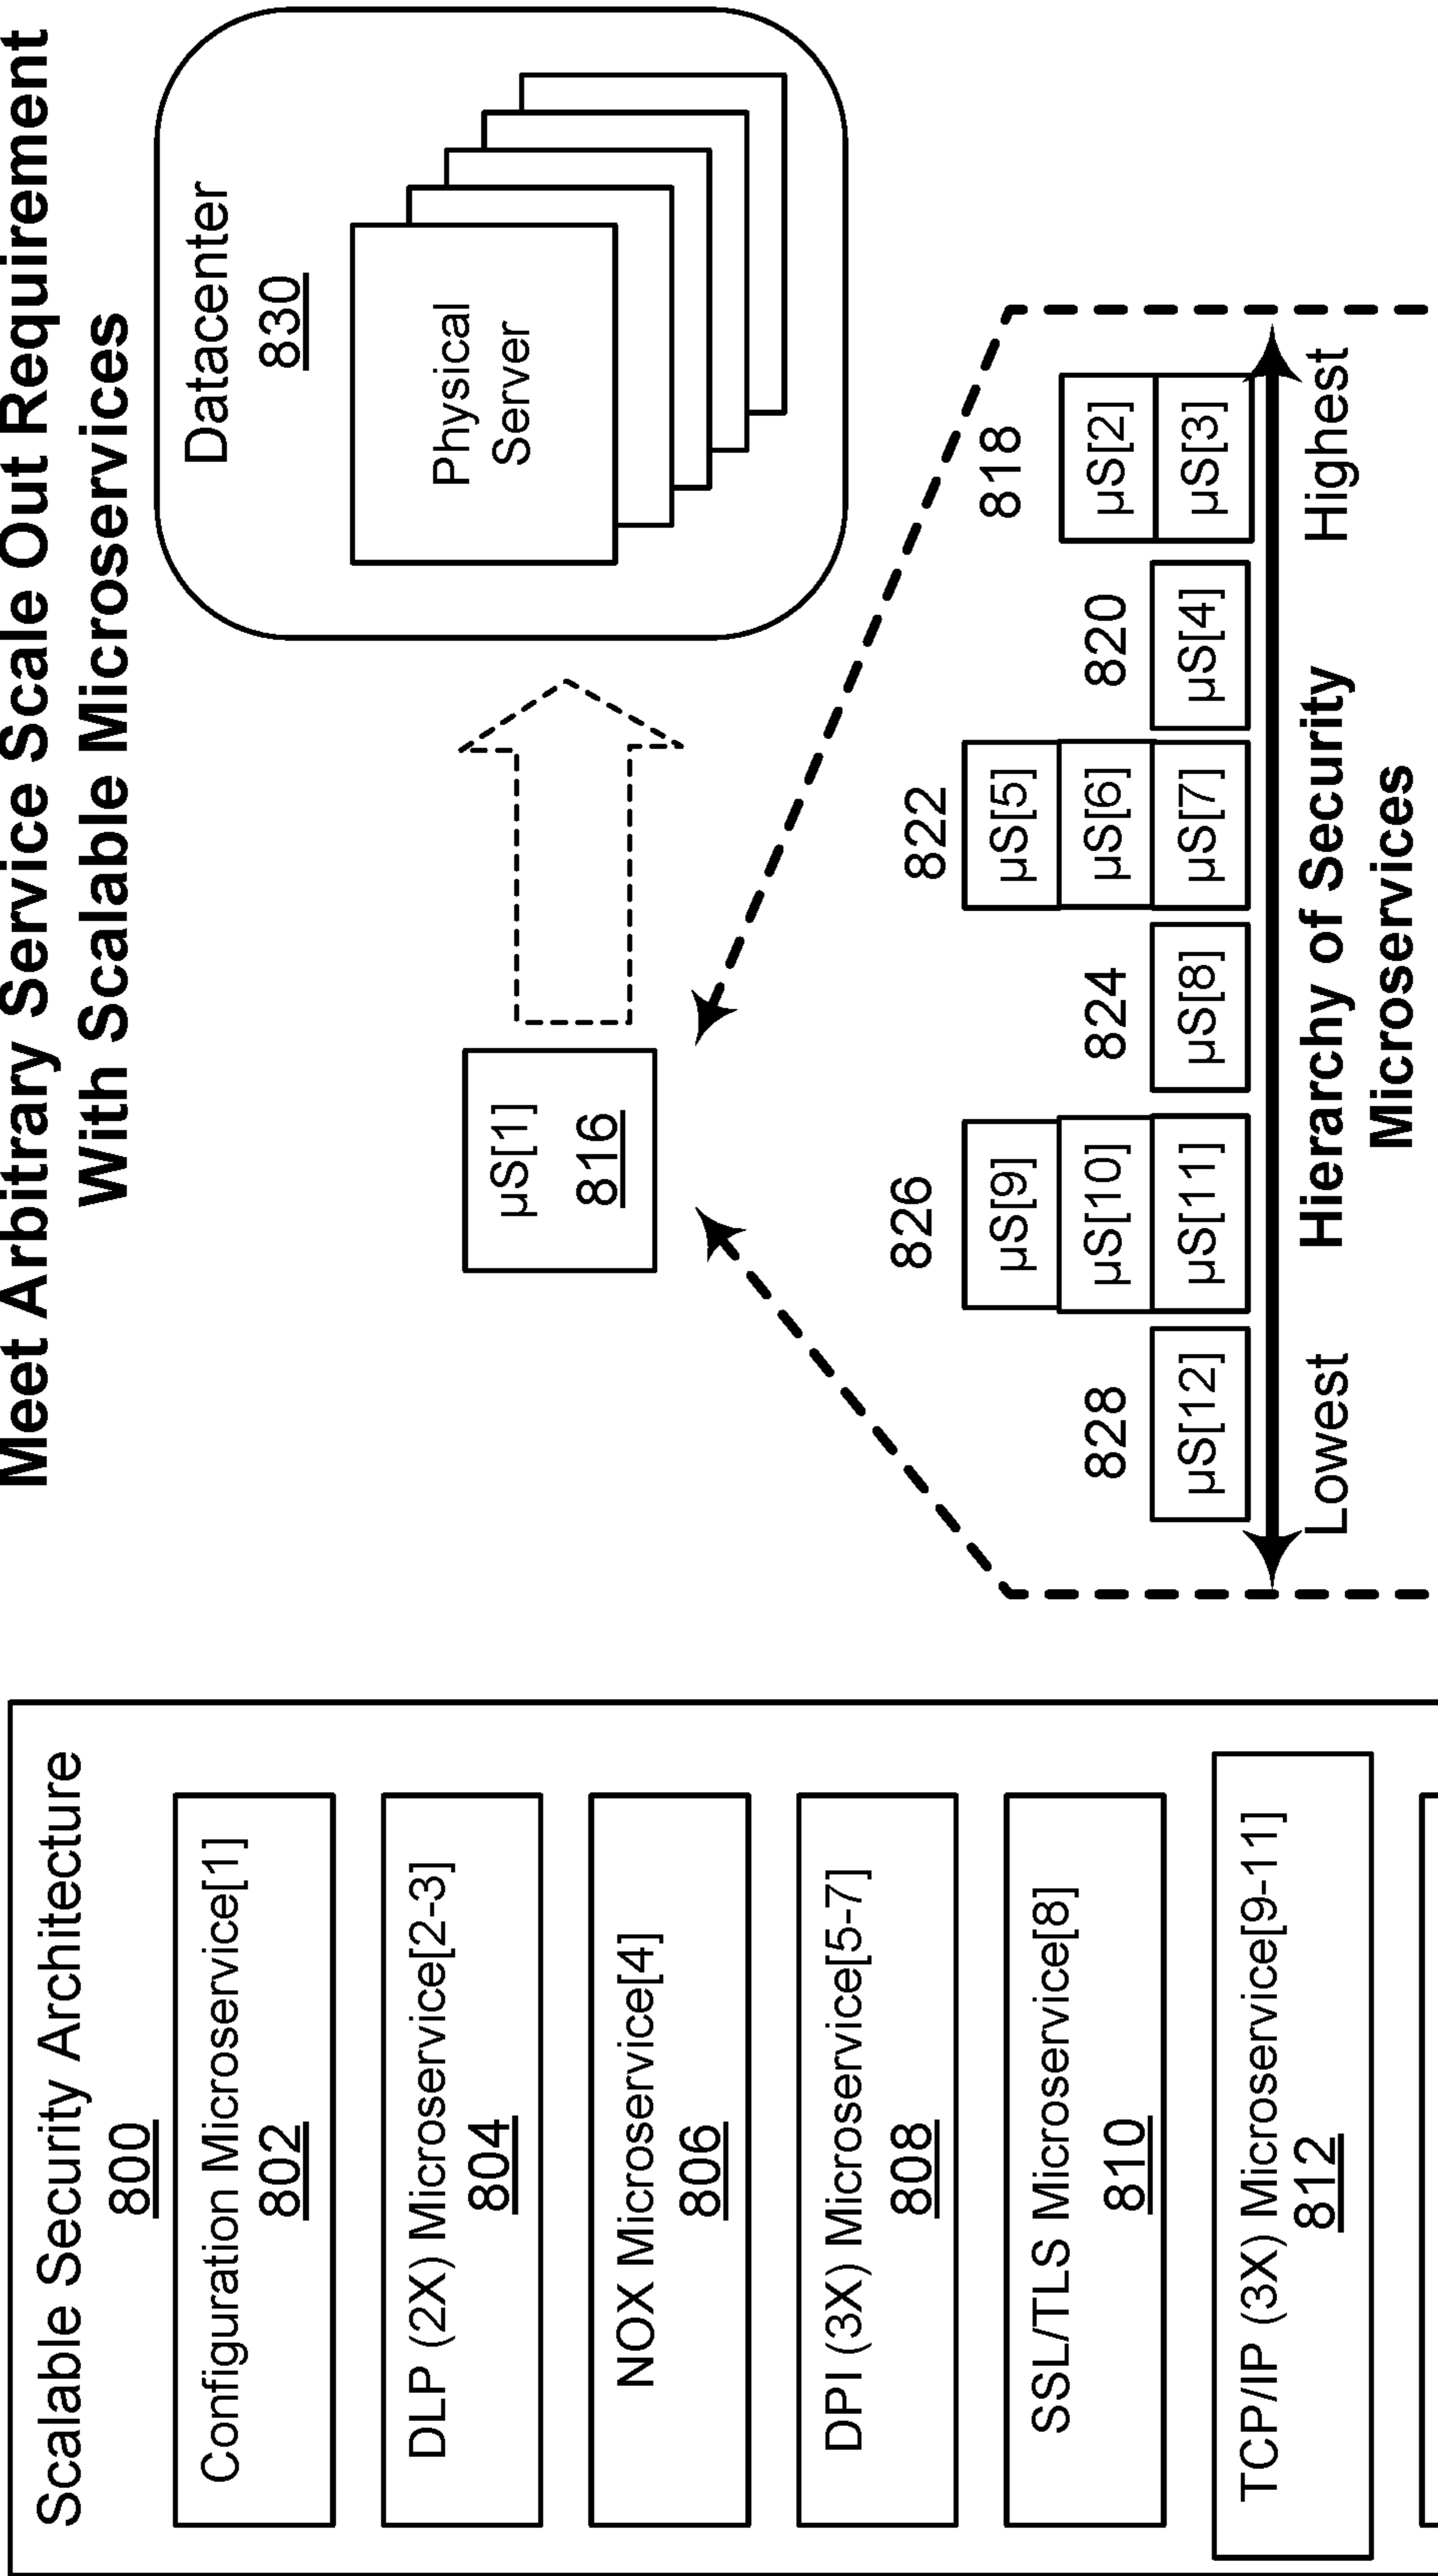 Meet Arbitrary Service Scale Out Requirement
With Scalable Microservices
Scalable Security Architecture
800
Configuration Microservice[1]
802
DLP (2X) Microservice[2-3]
804
NOX Microservice[4]
806
DPI (3X) Microservice[5-7]
808
SSL/TLS Microservice[8]
810
TCP/IP (3X) Microservice[9-11]
812
µS[1]
816
Datacenter
830
Physical
Server
828
µS[12]
826
µS[9]
µS[10]
µS[11]
824
µS[8]
822
µS[5]
µS[6]
µS[7]
820
µS[4]
818
µS[2]
µS[3]
Lowest
Hierarchy of Security
Microservices
Highest